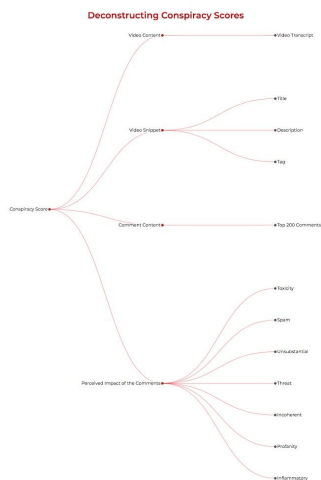 Deconstructing Conspiracy Scores
Video Content
Video Transcript
Title
Video Snippet
Description
Tag
Conspiracy Score
Comment Content
Top 200 Comments
Toxicity
Spam
Unsubstantial
Perceived Impact of the Comments
Threat
Incoherent
Profanity
Inflammatory